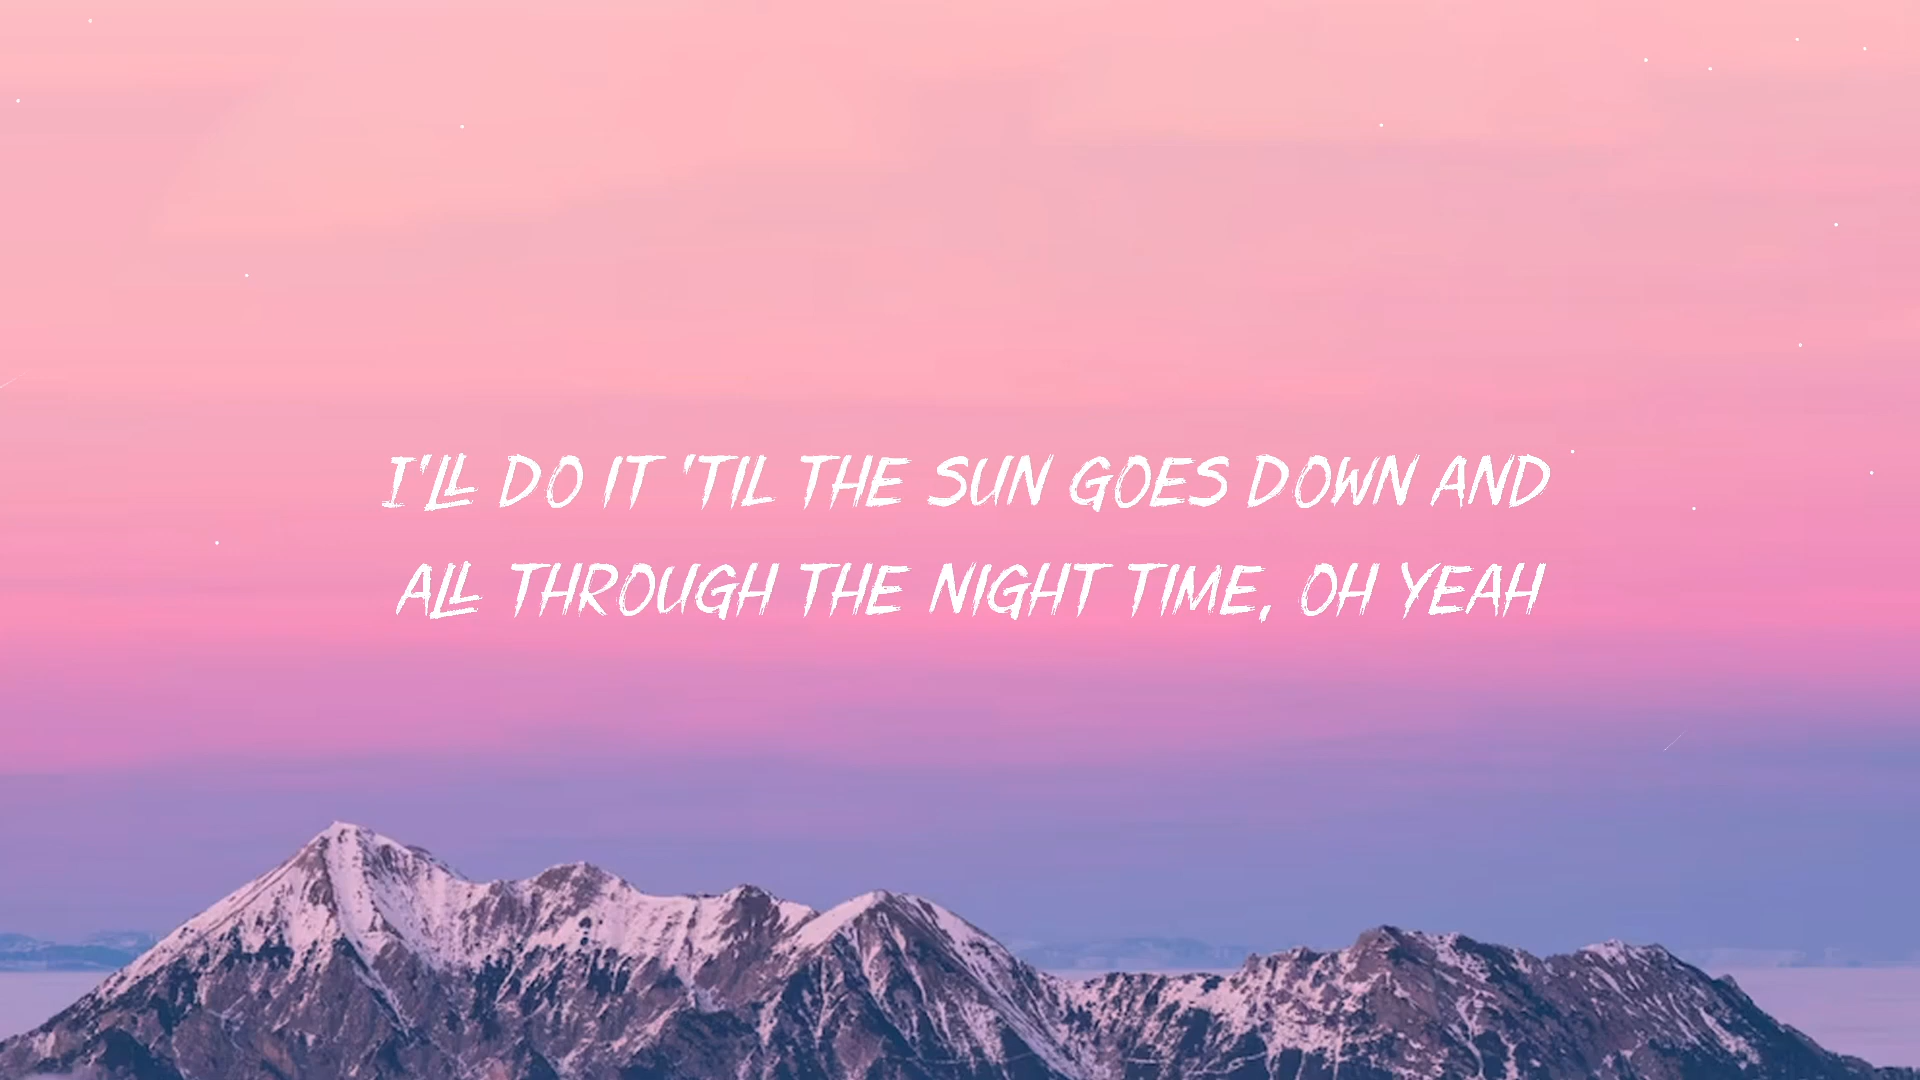 I'LL DO IT 'TIL THE SUN GOES DOWN AND
ALL THROUGH THE NIGHT TIME, OH YEAH